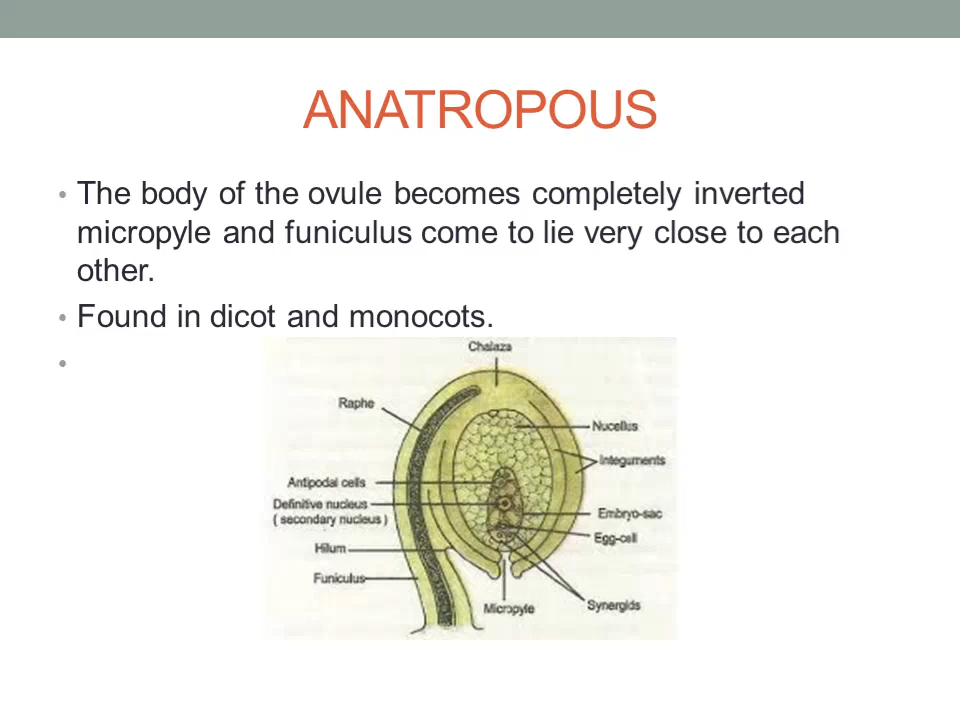 ANATROPOUS
• The body of the ovule becomes completely inverted
micropyle and funiculus come to lie very close to each
other.
• Found in dicot and monocots.
•
Chalaza
Raphe
Nucellus
Integuments
Antipodal cells
Definitive nucleus
( secondary nucleus )
Embryo-sac
Egg-cell
Hilum
Funiculus
Micropyle
Synergids